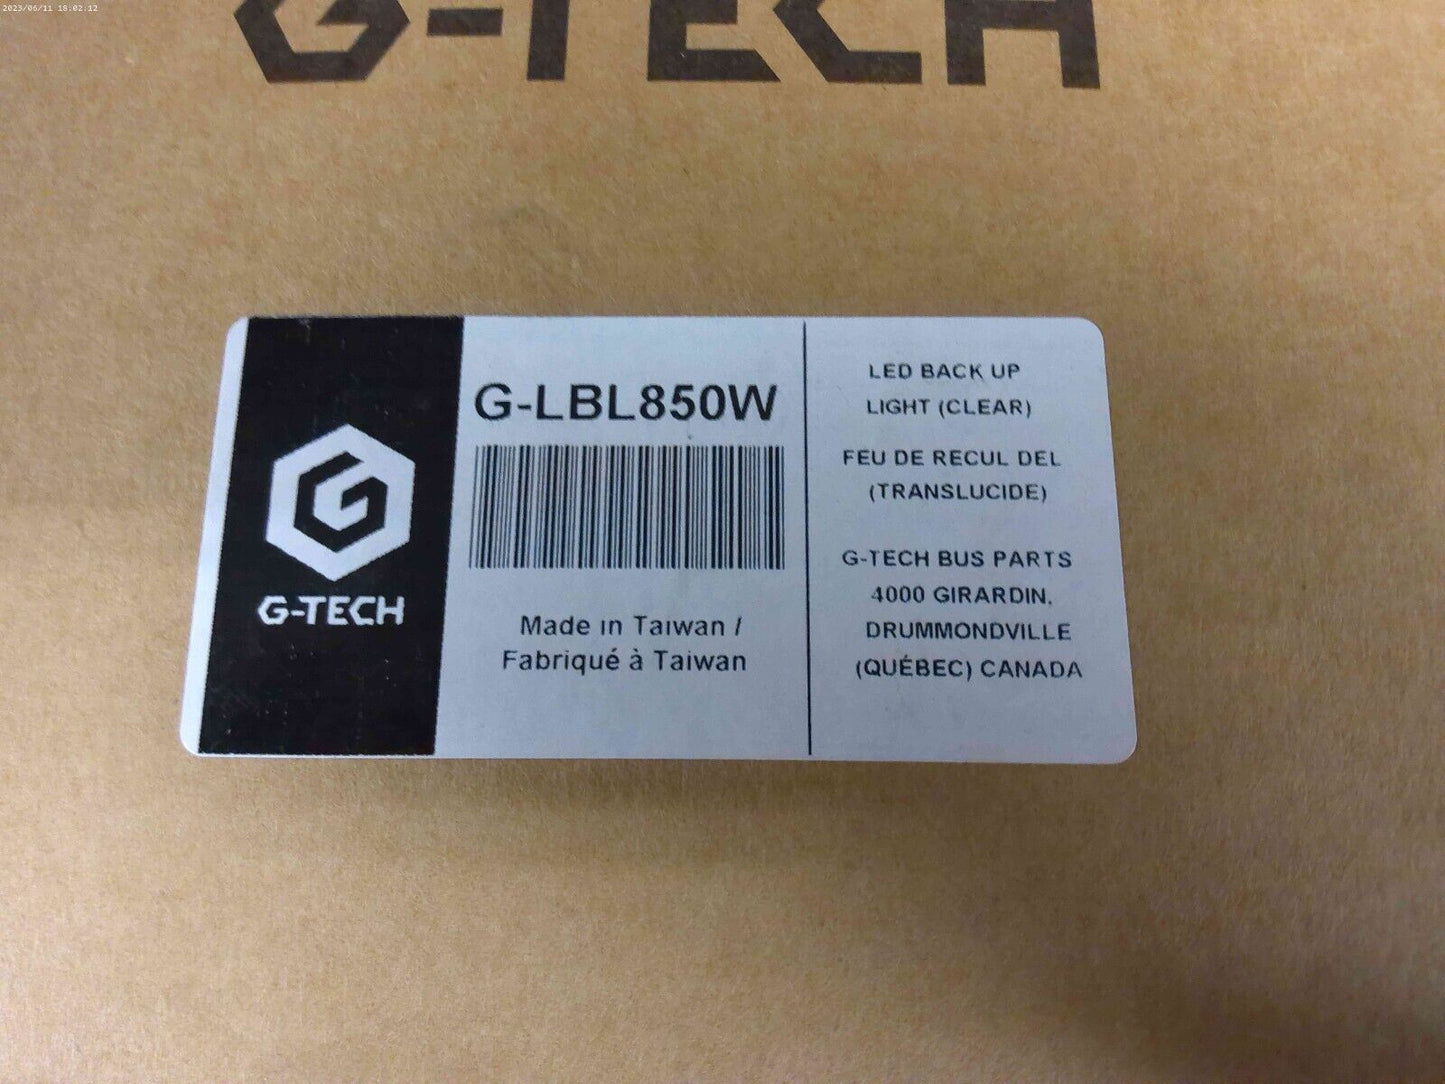 2023/06/11 18:02:12
G-TECH
G-LBL850W
G-TECH
Made in Taiwan /
Fabriqué à Taiwan
LED BACK UP
LIGHT (CLEAR)
FEU DE RECUL DEL
(TRANSLUCIDE)
G-TECH BUS PARTS
4000 GIRARDIN,
DRUMMONDVILLE
(QUÉBEC) CANADA